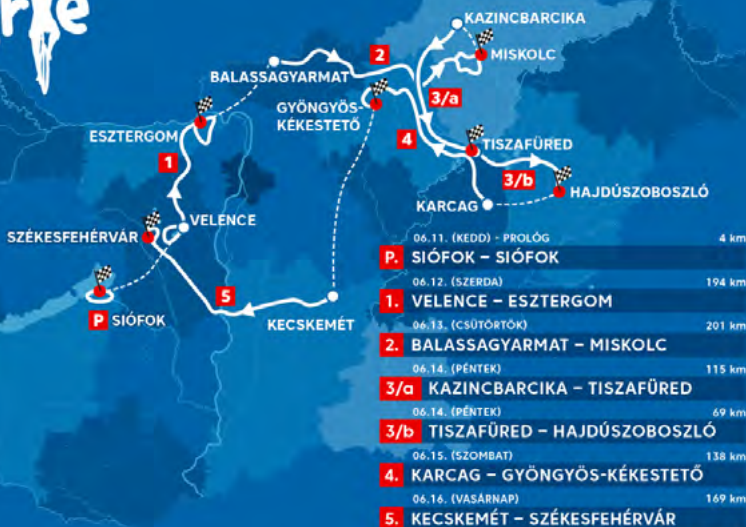 KAZINCBARCIKA
2
MISKOLC
BALASSAGYARMAT
3/a
GYÖNGYÖS-
KÉKESTETŐ
ESZTERGOM
4
TISZAFÜRED
1
3/b
HAJDÚSZOBOSZLÓ
KARCAG
VELENCE
SZÉKESFEHÉRVÁR
5
P SIÓFOK
KECSKEMÉT
06.11. (KEDD) - PROLÓG 4 km
P. SIÓFOK – SIÓFOK
06.12. (SZERDA) 194 km
1. VELENCE – ESZTERGOM
06.13. (CSÜTÖRTÖK) 201 km
2. BALASSAGYARMAT – MISKOLC
06.14. (PÉNTEK) 115 km
3/a KAZINCBARCIKA – TISZAFÜRED
06.14. (PÉNTEK) 69 km
3/b TISZAFÜRED – HAJDÚSZOBOSZLÓ
06.15. (SZOMBAT) 138 km
4. KARCAG – GYÖNGYÖS-KÉKESTETŐ
06.16. (VASÁRNAP) 169 km
5. KECSKEMÉT – SZÉKESFEHÉRVÁR